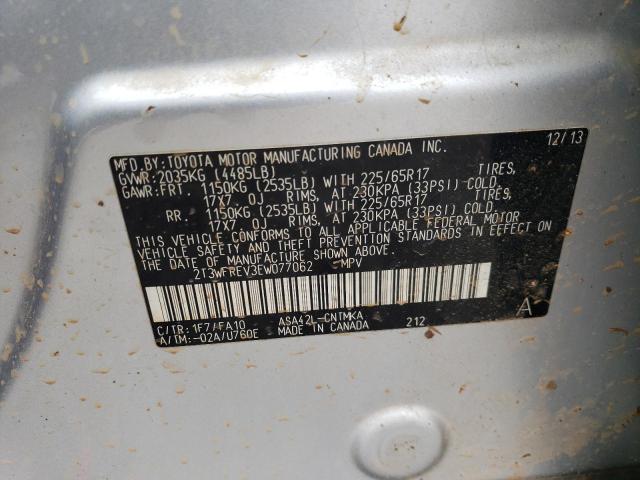 MFD.BY:TOYOTA MOTOR MANUFACTURING CANADA INC. 12/13
GVWR:2035KG (4485LB)
GAWR:FRT 1150KG (2535LB) WITH 225/65R17 TIRES,
17X7 OJ RIMS, AT 230KPA (33PSI) COLD
RR 1150KG (2535LB) WITH 225/65R17 TIRES,
17X7 OJ RIMS, AT 230KPA (33PSI) COLD
THIS VEHICLE CONFORMS TO ALL APPLICABLE FEDERAL MOTOR
VEHICLE SAFETY AND THEFT PREVENTION STANDARDS IN EFFECT ON
THE DATE OF MANUFACTURE SHOWN ABOVE.
2T3WFREV3EW077062 MPV
C/TR:1F7/FA10 ASA42L-CNTMKA 212 A
A/TM:-02A/U760E MADE IN CANADA